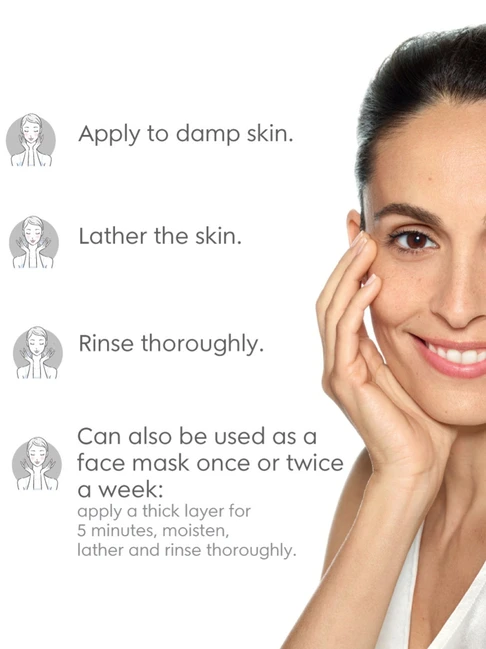 Apply to damp skin.
Lather the skin.
Rinse thoroughly.
Can also be used as a
face mask once or twice
a week:
apply a thick layer for
5 minutes, moisten,
lather and rinse thoroughly.